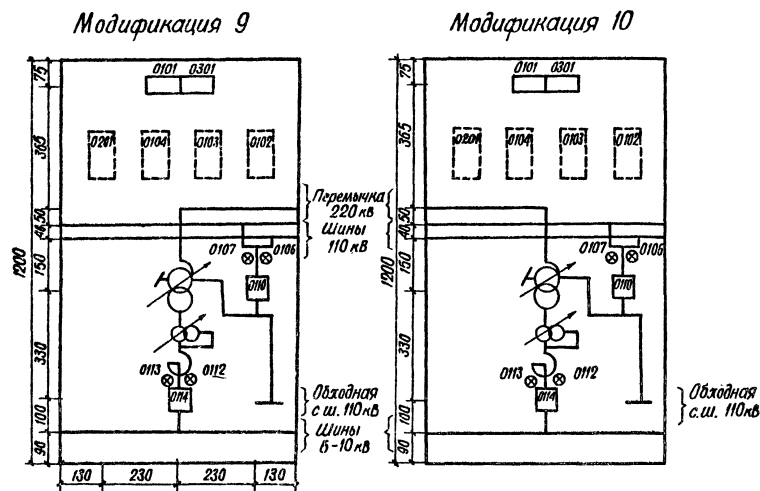 Модификация 9
Модификация 10
0101 0301
0101 0301
0201 0104 0103 0102
0201 0104 0103 0102
Перемычка
220 кв
Шины
110 кв
0107 0106
0107 0106
0110
0110
0113 0112
0113 0112
0114
0114
Обходная
с.ш. 110 кв
Обходная
с.ш. 110 кв
Шины
6-10 кв
75
365
50
40
150
330
100
90
1200
75
365
50
40
150
330
100
90
1200
130 230 230 130